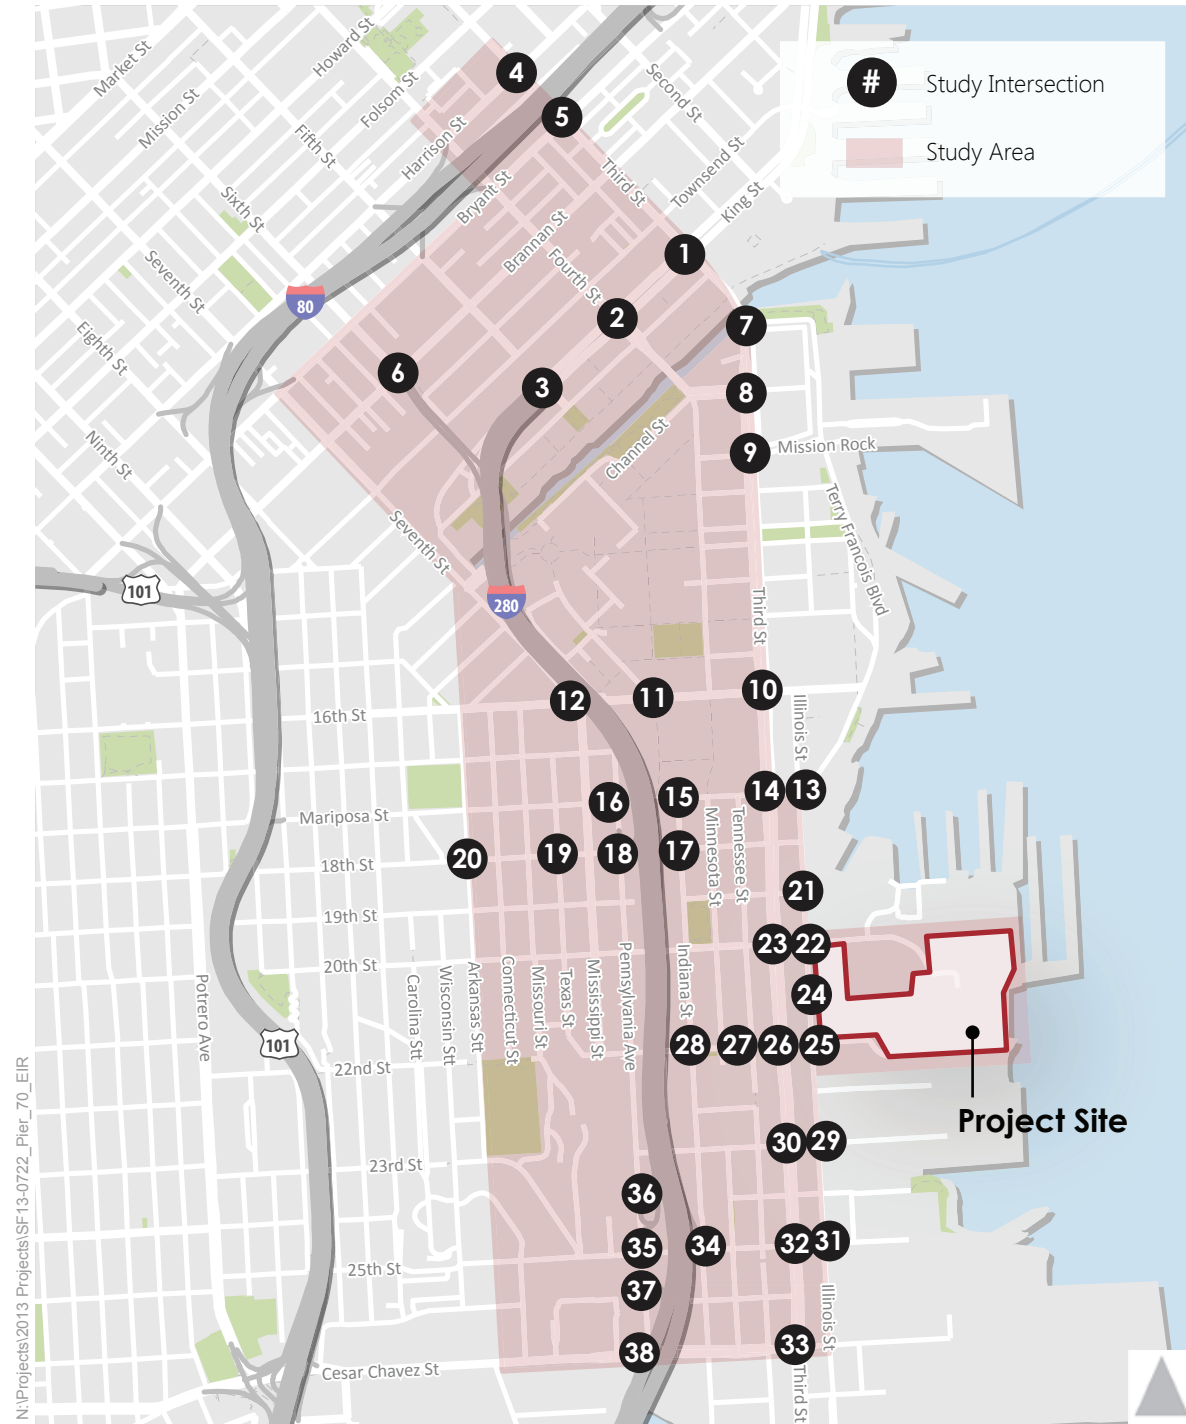 Market St
Howard St
Mission St
Folsom St
Fifth St
Harrison St
Second St
#
Study Intersection
Study Area
4
5
Third St
Townsend St
King St
Bryant St
Sixth St
Brannan St
Fourth St
Seventh St
Eighth St
80
1
2
7
6
3
8
Ninth St
Channel St
9
Mission Rock
Terry Francois Blvd
Seventh St
101
280
Third St
12
11
10
16th St
Illinois St
16
15
14
13
Mariposa St
Minnesota St
Tennessee St
20
19
18
17
18th St
21
19th St
23
22
20th St
24
Potrero Ave
Carolina Stt
Wisconsin Stt
Arkansas Stt
Connecticut St
Missouri St
Texas St
Mississippi St
Pennsylvania Ave
Indiana St
101
28
27
26
25
22nd St
Project Site
30
29
23rd St
36
35
34
32
31
25th St
37
Illinois St
38
33
Cesar Chavez St
Third St
N:\Projects\2013 Projects\SF13-0722_Pier_70_EIR